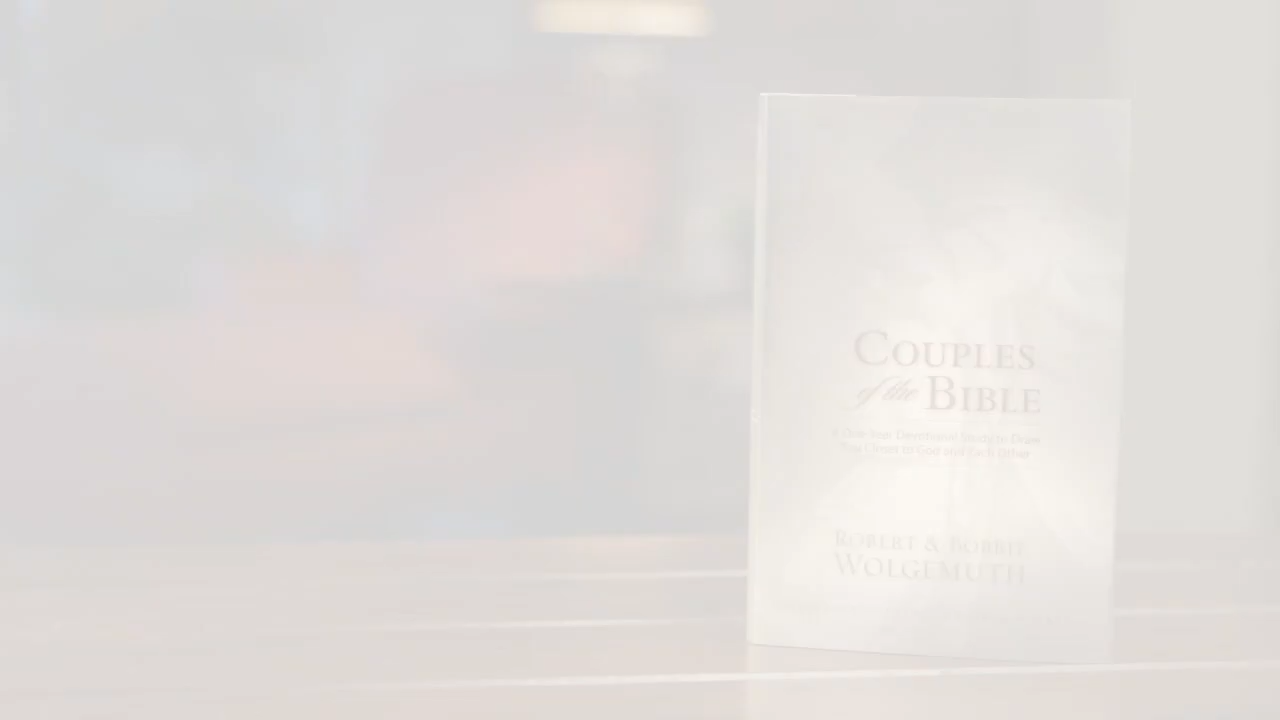 COUPLES
of the BIBLE
A One-Year Devotional Study to Draw
You Closer to God and Each Other
ROBERT & BOBBIE
WOLGEMUTH